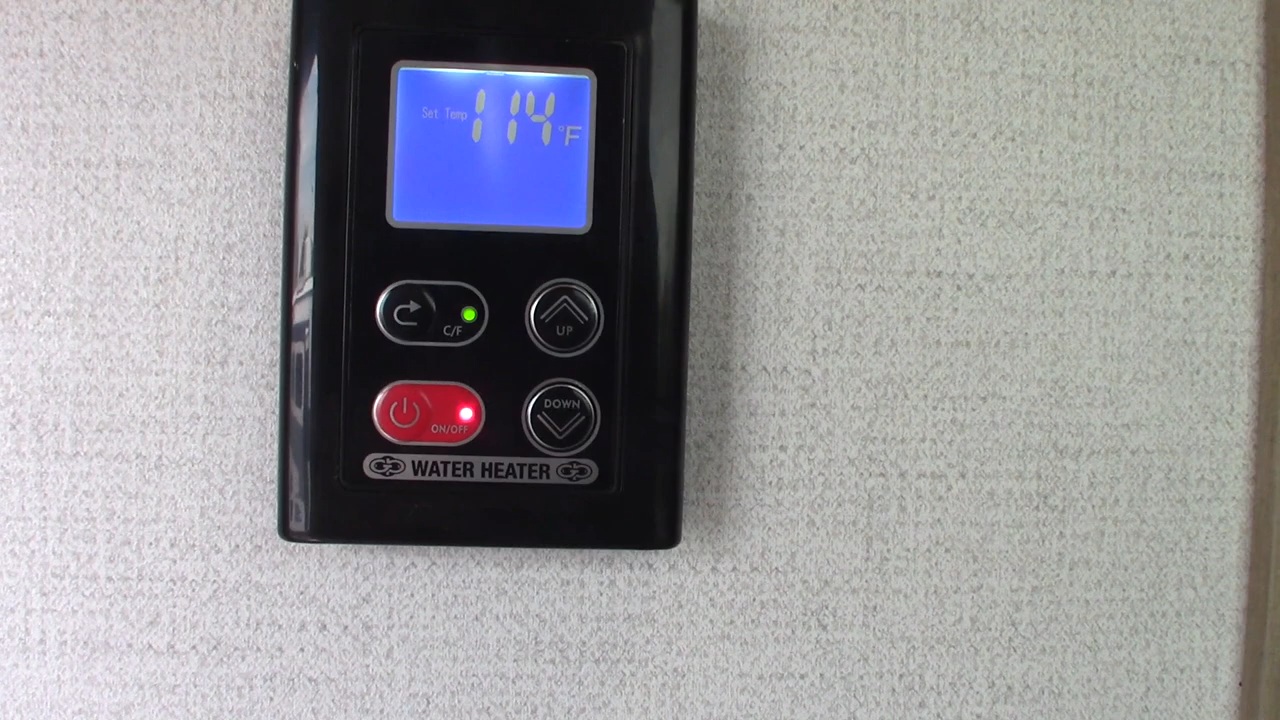 Set Temp 114°F
C/F
UP
ON/OFF
DOWN
WATER HEATER